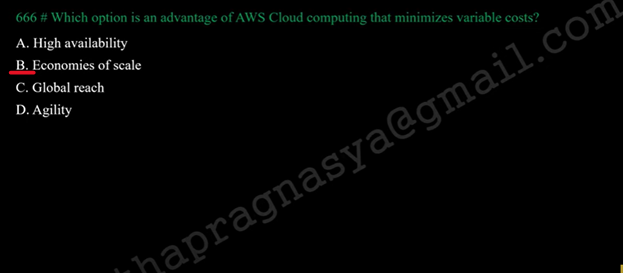 666 # Which option is an advantage of AWS Cloud computing that minimizes variable costs?
A. High availability
B. Economies of scale
C. Global reach
D. Agility
hapragnasya@gmail.com